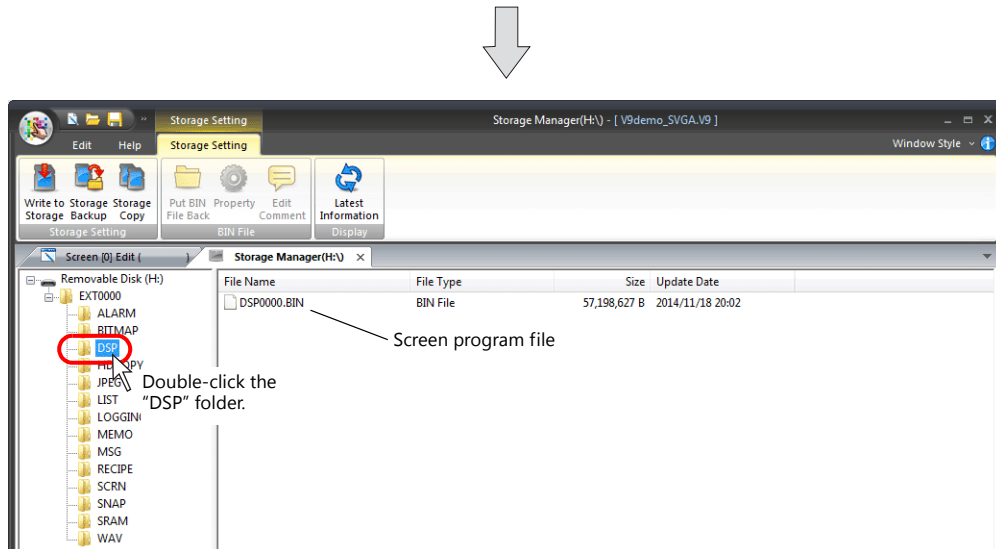 Storage Setting
Storage Manager(H:\) - [ V9demo_SVGA.V9 ]
Edit Help Storage Setting
Window Style
Write to Storage
Storage Backup
Storage Copy
Put BIN File Back
Property
Edit Comment
Latest Information
Storage Setting
BIN File
Display
Screen [0] Edit ( )
Storage Manager(H:\) ×
Removable Disk (H:)
EXT0000
ALARM
BITMAP
DSP
JPEG
LIST
LOGGING
MEMO
MSG
RECIPE
SCRN
SNAP
SRAM
WAV
File Name File Type Size Update Date
DSP0000.BIN BIN File 57,198,627 B 2014/11/18 20:02
Screen program file
Double-click the
“DSP” folder.